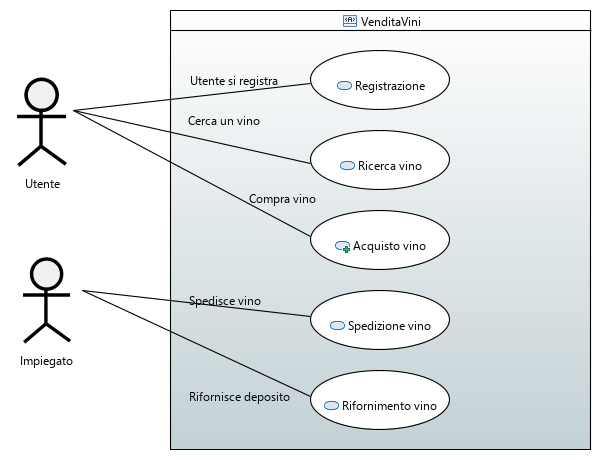 VenditaVini
Utente si registra
Registrazione
Cerca un vino
Ricerca vino
Utente
Compra vino
Acquisto vino
Spedisce vino
Spedizione vino
Impiegato
Rifornisce deposito
Rifornimento vino